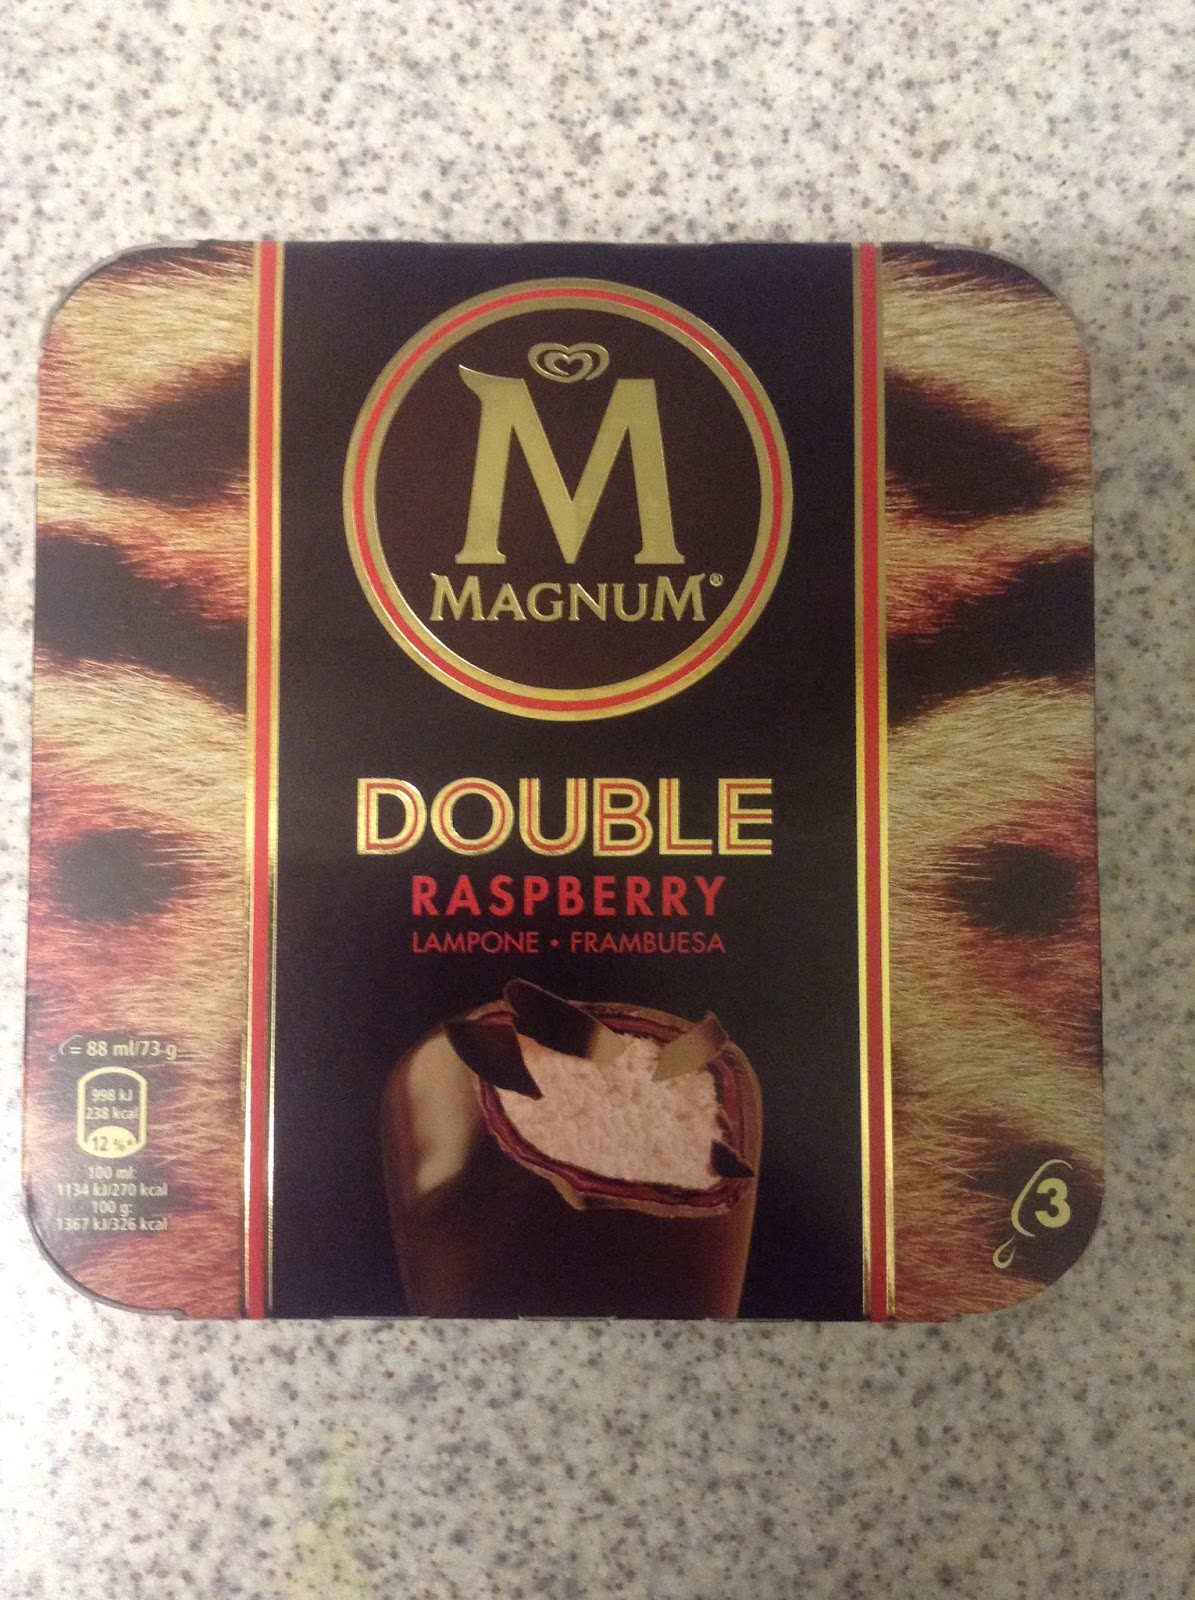 M
MAGNUM®
DOUBLE
RASPBERRY
LAMPONE • FRAMBUESA
= 88 ml/73 g
998 kJ
238 kcal
12 %*
100 ml:
1134 kJ/270 kcal
100 g:
1367 kJ/326 kcal
3